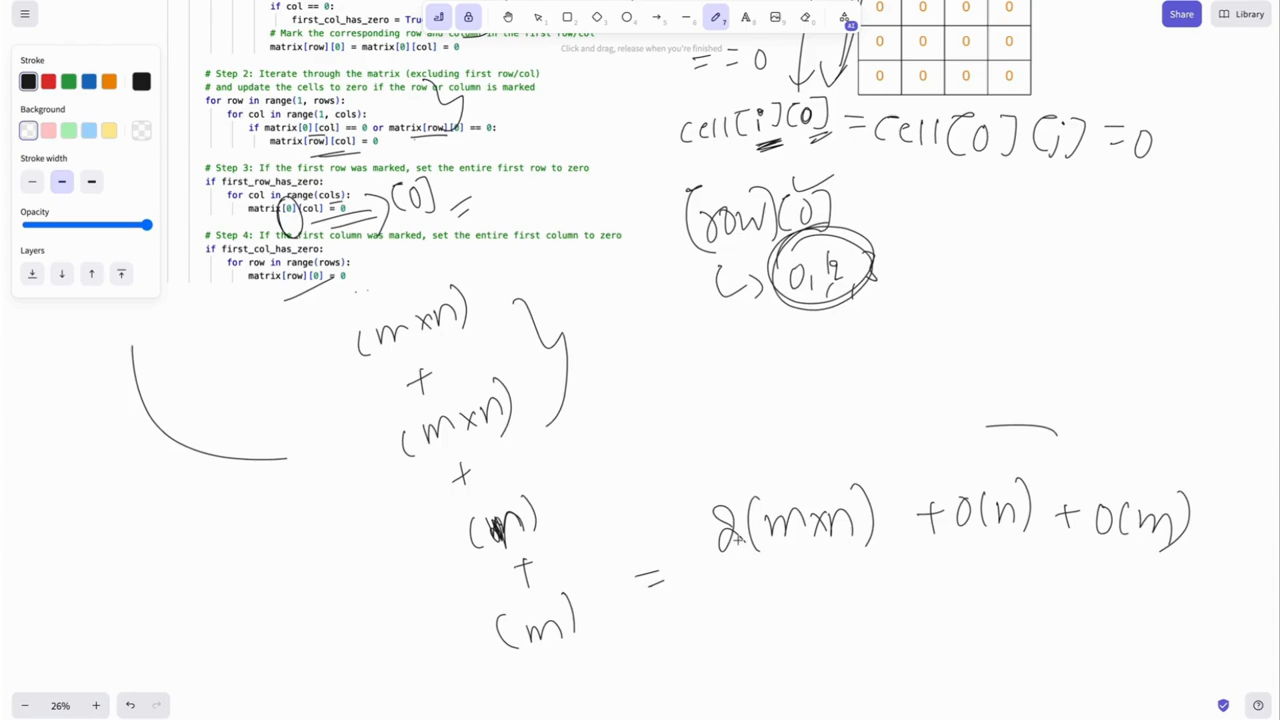 Stroke
Background
Stroke width
Opacity
Layers
26%
Share
Library
AI
Click and drag, release when you're finished
if col == 0:
first_col_has_zero = Tru
# Mark the corresponding row and column in the first row/col
matrix[row][0] = matrix[0][col] = 0
# Step 2: Iterate through the matrix (excluding first row/col)
# and update the cells to zero if the row or column is marked
for row in range(1, rows):
for col in range(1, cols):
if matrix[0][col] == 0 or matrix[row][0] == 0:
matrix[row][col] = 0
# Step 3: If the first row was marked, set the entire first row to zero
if first_row_has_zero:
for col in range(cols):
matrix[0][col] = 0
# Step 4: If the first column was marked, set the entire first column to zero
if first_col_has_zero:
for row in range(rows):
matrix[row][0] = 0
[0] =
0 0 0 0 0
0 0 0 0 0
0 0 0 0 0
== 0
cell[i][0] = cell[0][j] = 0
(row)[0]
0, 1, 2,
(m×n)
+
(m×n)
+
(n)
+
(m)
= 2(m×n) + O(n) + O(m)